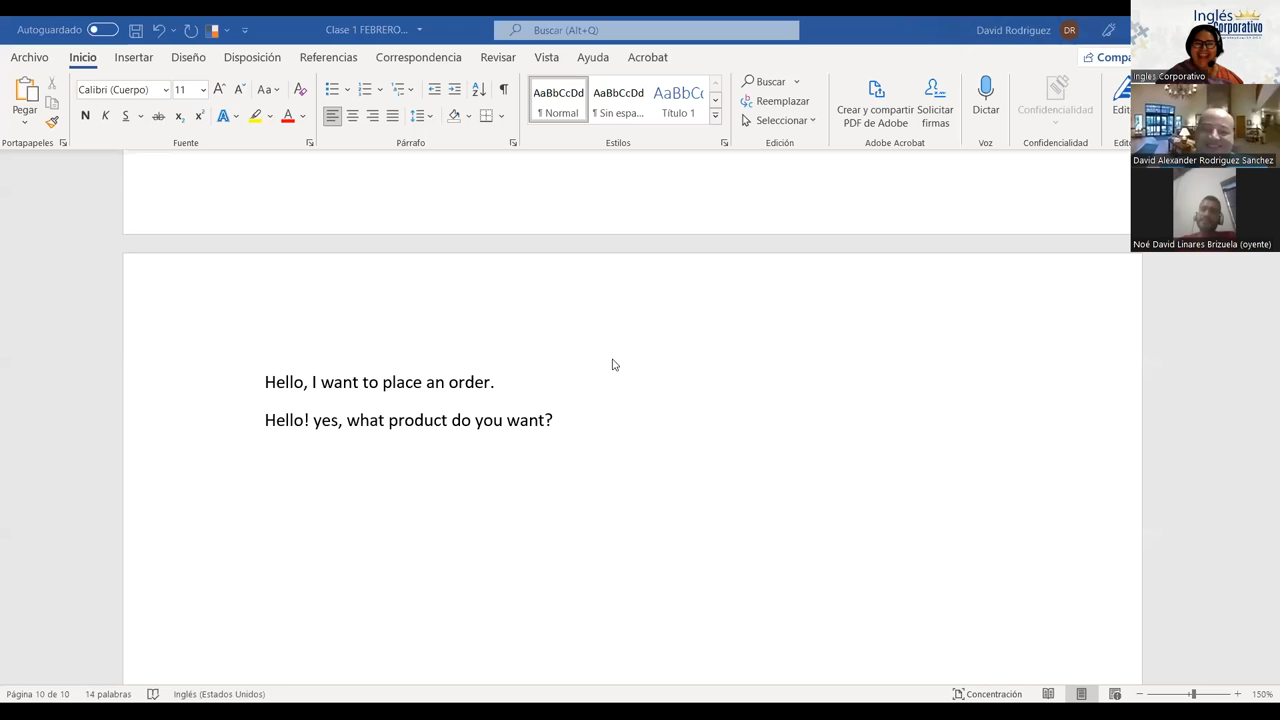 Autoguardado
Clase 1 FEBRERO...
Buscar (Alt+Q)
David Rodriguez
DR
Archivo
Inicio
Insertar
Diseño
Disposición
Referencias
Correspondencia
Revisar
Vista
Ayuda
Acrobat
Compa
Pegar
Portapapeles
Calibri (Cuerpo)
11
Fuente
Párrafo
AaBbCcDd
¶ Normal
AaBbCcDd
¶ Sin espa...
AaBbCc
Título 1
Estilos
Buscar
Reemplazar
Seleccionar
Edición
Crear y compartir
PDF de Adobe
Solicitar
firmas
Adobe Acrobat
Dictar
Voz
Confidencialidad
Confidencialidad
Inglés
Corporativo
Ingles Corporativo
David Alexander Rodriguez Sanchez
Noé David Linares Brizuela (oyente)
Hello, I want to place an order.
Hello! yes, what product do you want?
Página 10 de 10
14 palabras
Inglés (Estados Unidos)
Concentración
150%